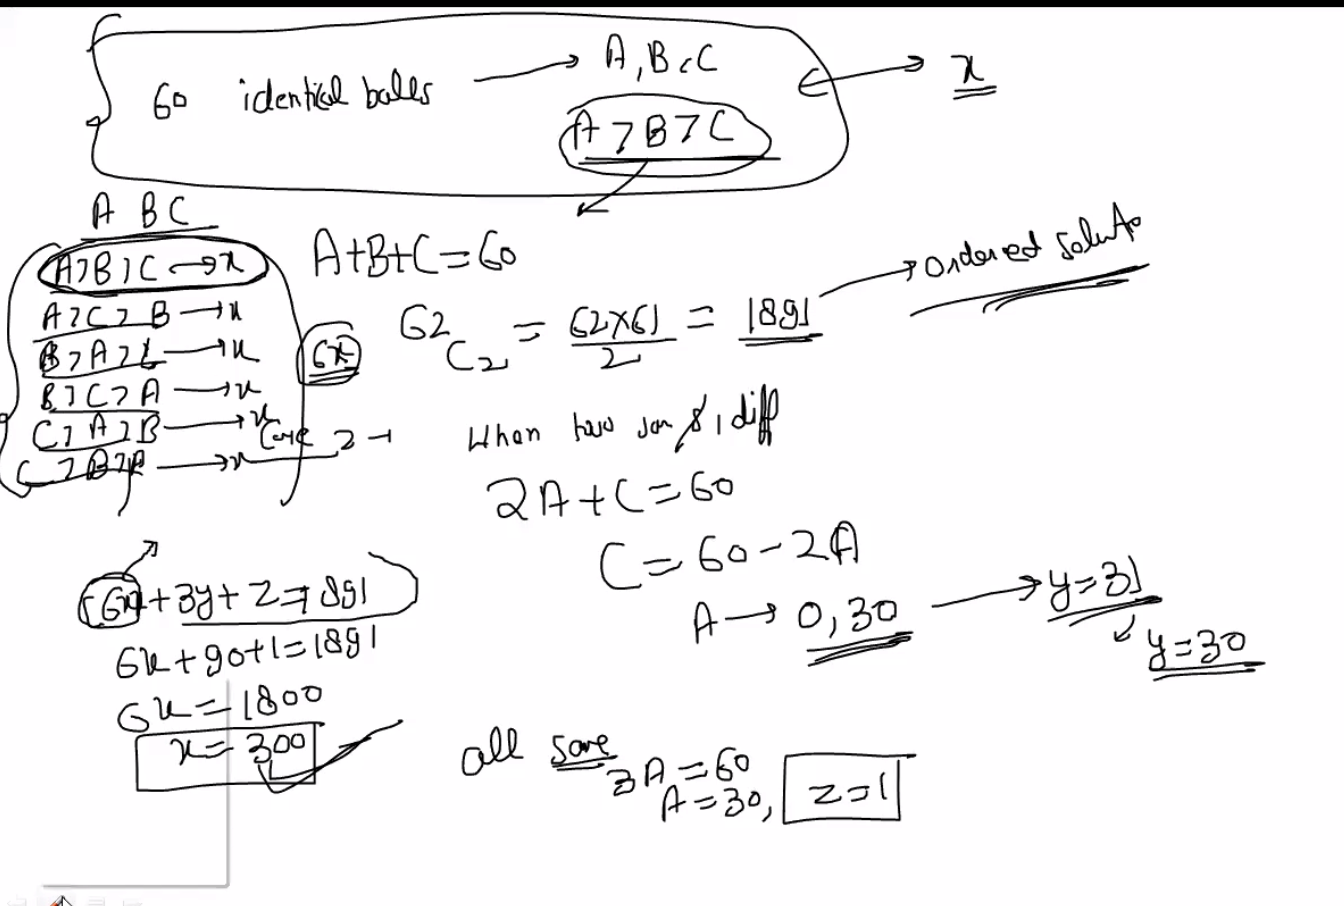 60 identical balls → A, B, C
A > B > C
x
A B C
A > B > C → x
A > C > B → x
B > A > C → x
B > C > A → x
C > A > B → x
C > B > A → x
6x
A+B+C=60
62C2 = 62×61/2 = 1891 → ordered
Case 2 → When two same & 1 diff
2A+C=60
C=60-2A
A → 0, 30 → y=31
y=30
6x+3y+z=1891
6x+90+1=1891
6x=1800
x=300
all same
3A=60
A=30, z=1